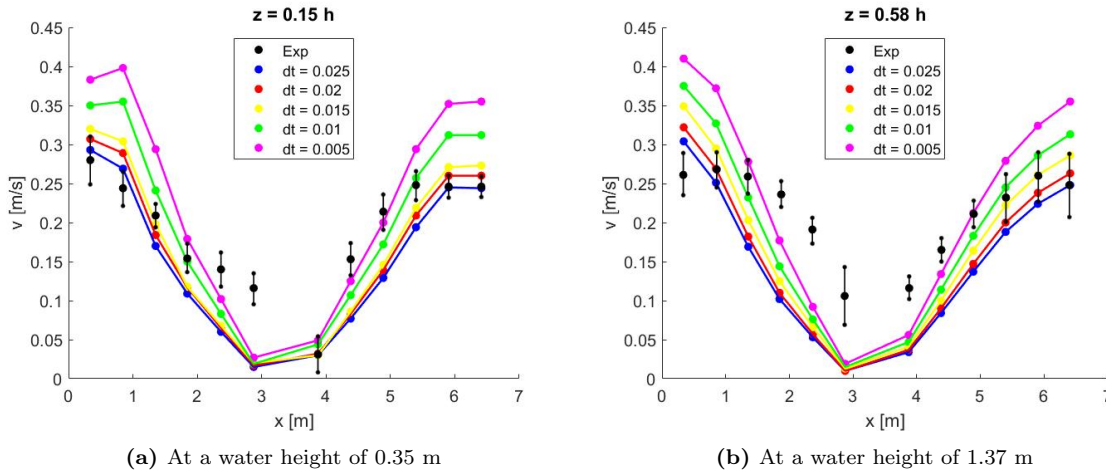 z = 0.15 h
0.45
0.4
0.35
0.3
0.25
0.2
0.15
0.1
0.05
0
v [m/s]
Exp
dt = 0.025
dt = 0.02
dt = 0.015
dt = 0.01
dt = 0.005
0 1 2 3 4 5 6 7
x [m]
(a) At a water height of 0.35 m
z = 0.58 h
0.45
0.4
0.35
0.3
0.25
0.2
0.15
0.1
0.05
0
v [m/s]
Exp
dt = 0.025
dt = 0.02
dt = 0.015
dt = 0.01
dt = 0.005
0 1 2 3 4 5 6 7
x [m]
(b) At a water height of 1.37 m